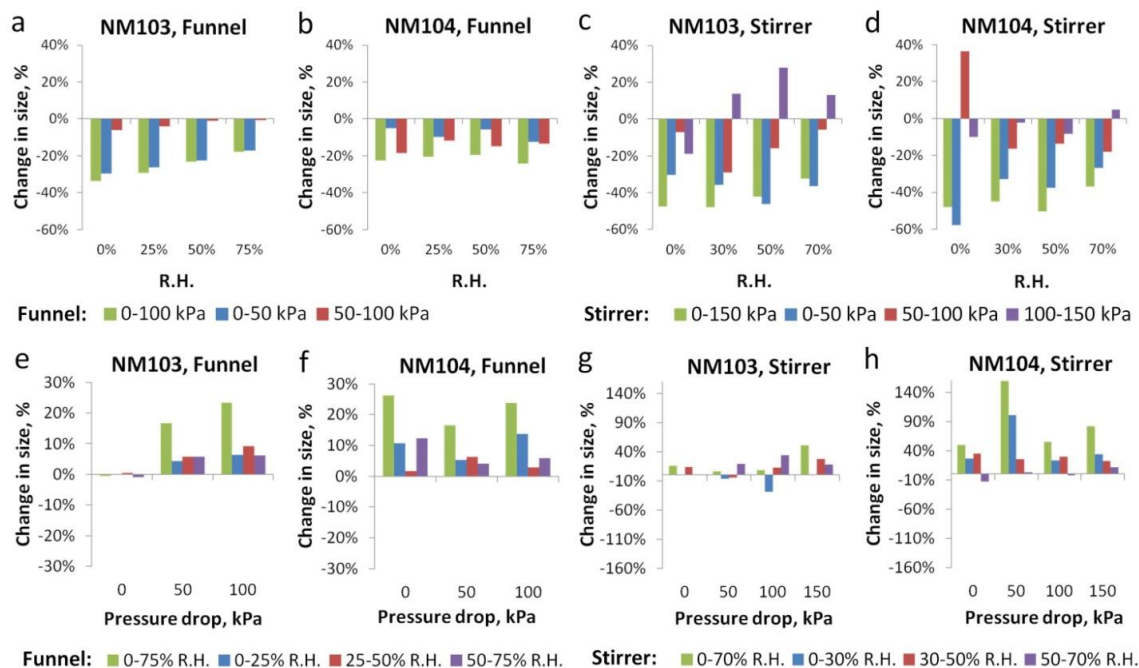 a NM103, Funnel
Change in size, %
40%
20%
0%
-20%
-40%
-60%
0% 25% 50% 75%
R.H.
b NM104, Funnel
Change in size, %
40%
20%
0%
-20%
-40%
-60%
0% 25% 50% 75%
R.H.
c NM103, Stirrer
Change in size, %
40%
20%
0%
-20%
-40%
-60%
0% 30% 50% 70%
R.H.
d NM104, Stirrer
Change in size, %
40%
20%
0%
-20%
-40%
-60%
0% 30% 50% 70%
R.H.
Funnel: 0-100 kPa 0-50 kPa 50-100 kPa
Stirrer: 0-150 kPa 0-50 kPa 50-100 kPa 100-150 kPa
e NM103, Funnel
Change in size, %
30%
20%
10%
0%
-10%
-20%
-30%
0 50 100
Pressure drop, kPa
f NM104, Funnel
Change in size, %
30%
20%
10%
0%
-10%
-20%
-30%
0 50 100
Pressure drop, kPa
g NM103, Stirrer
Change in size, %
140%
90%
40%
-10%
-60%
-110%
-160%
0 50 100 150
Pressure drop, kPa
h NM104, Stirrer
Change in size, %
140%
90%
40%
-10%
-60%
-110%
-160%
0 50 100 150
Pressure drop, kPa
Funnel: 0-75% R.H. 0-25% R.H. 25-50% R.H. 50-75% R.H.
Stirrer: 0-70% R.H. 0-30% R.H. 30-50% R.H. 50-70% R.H.